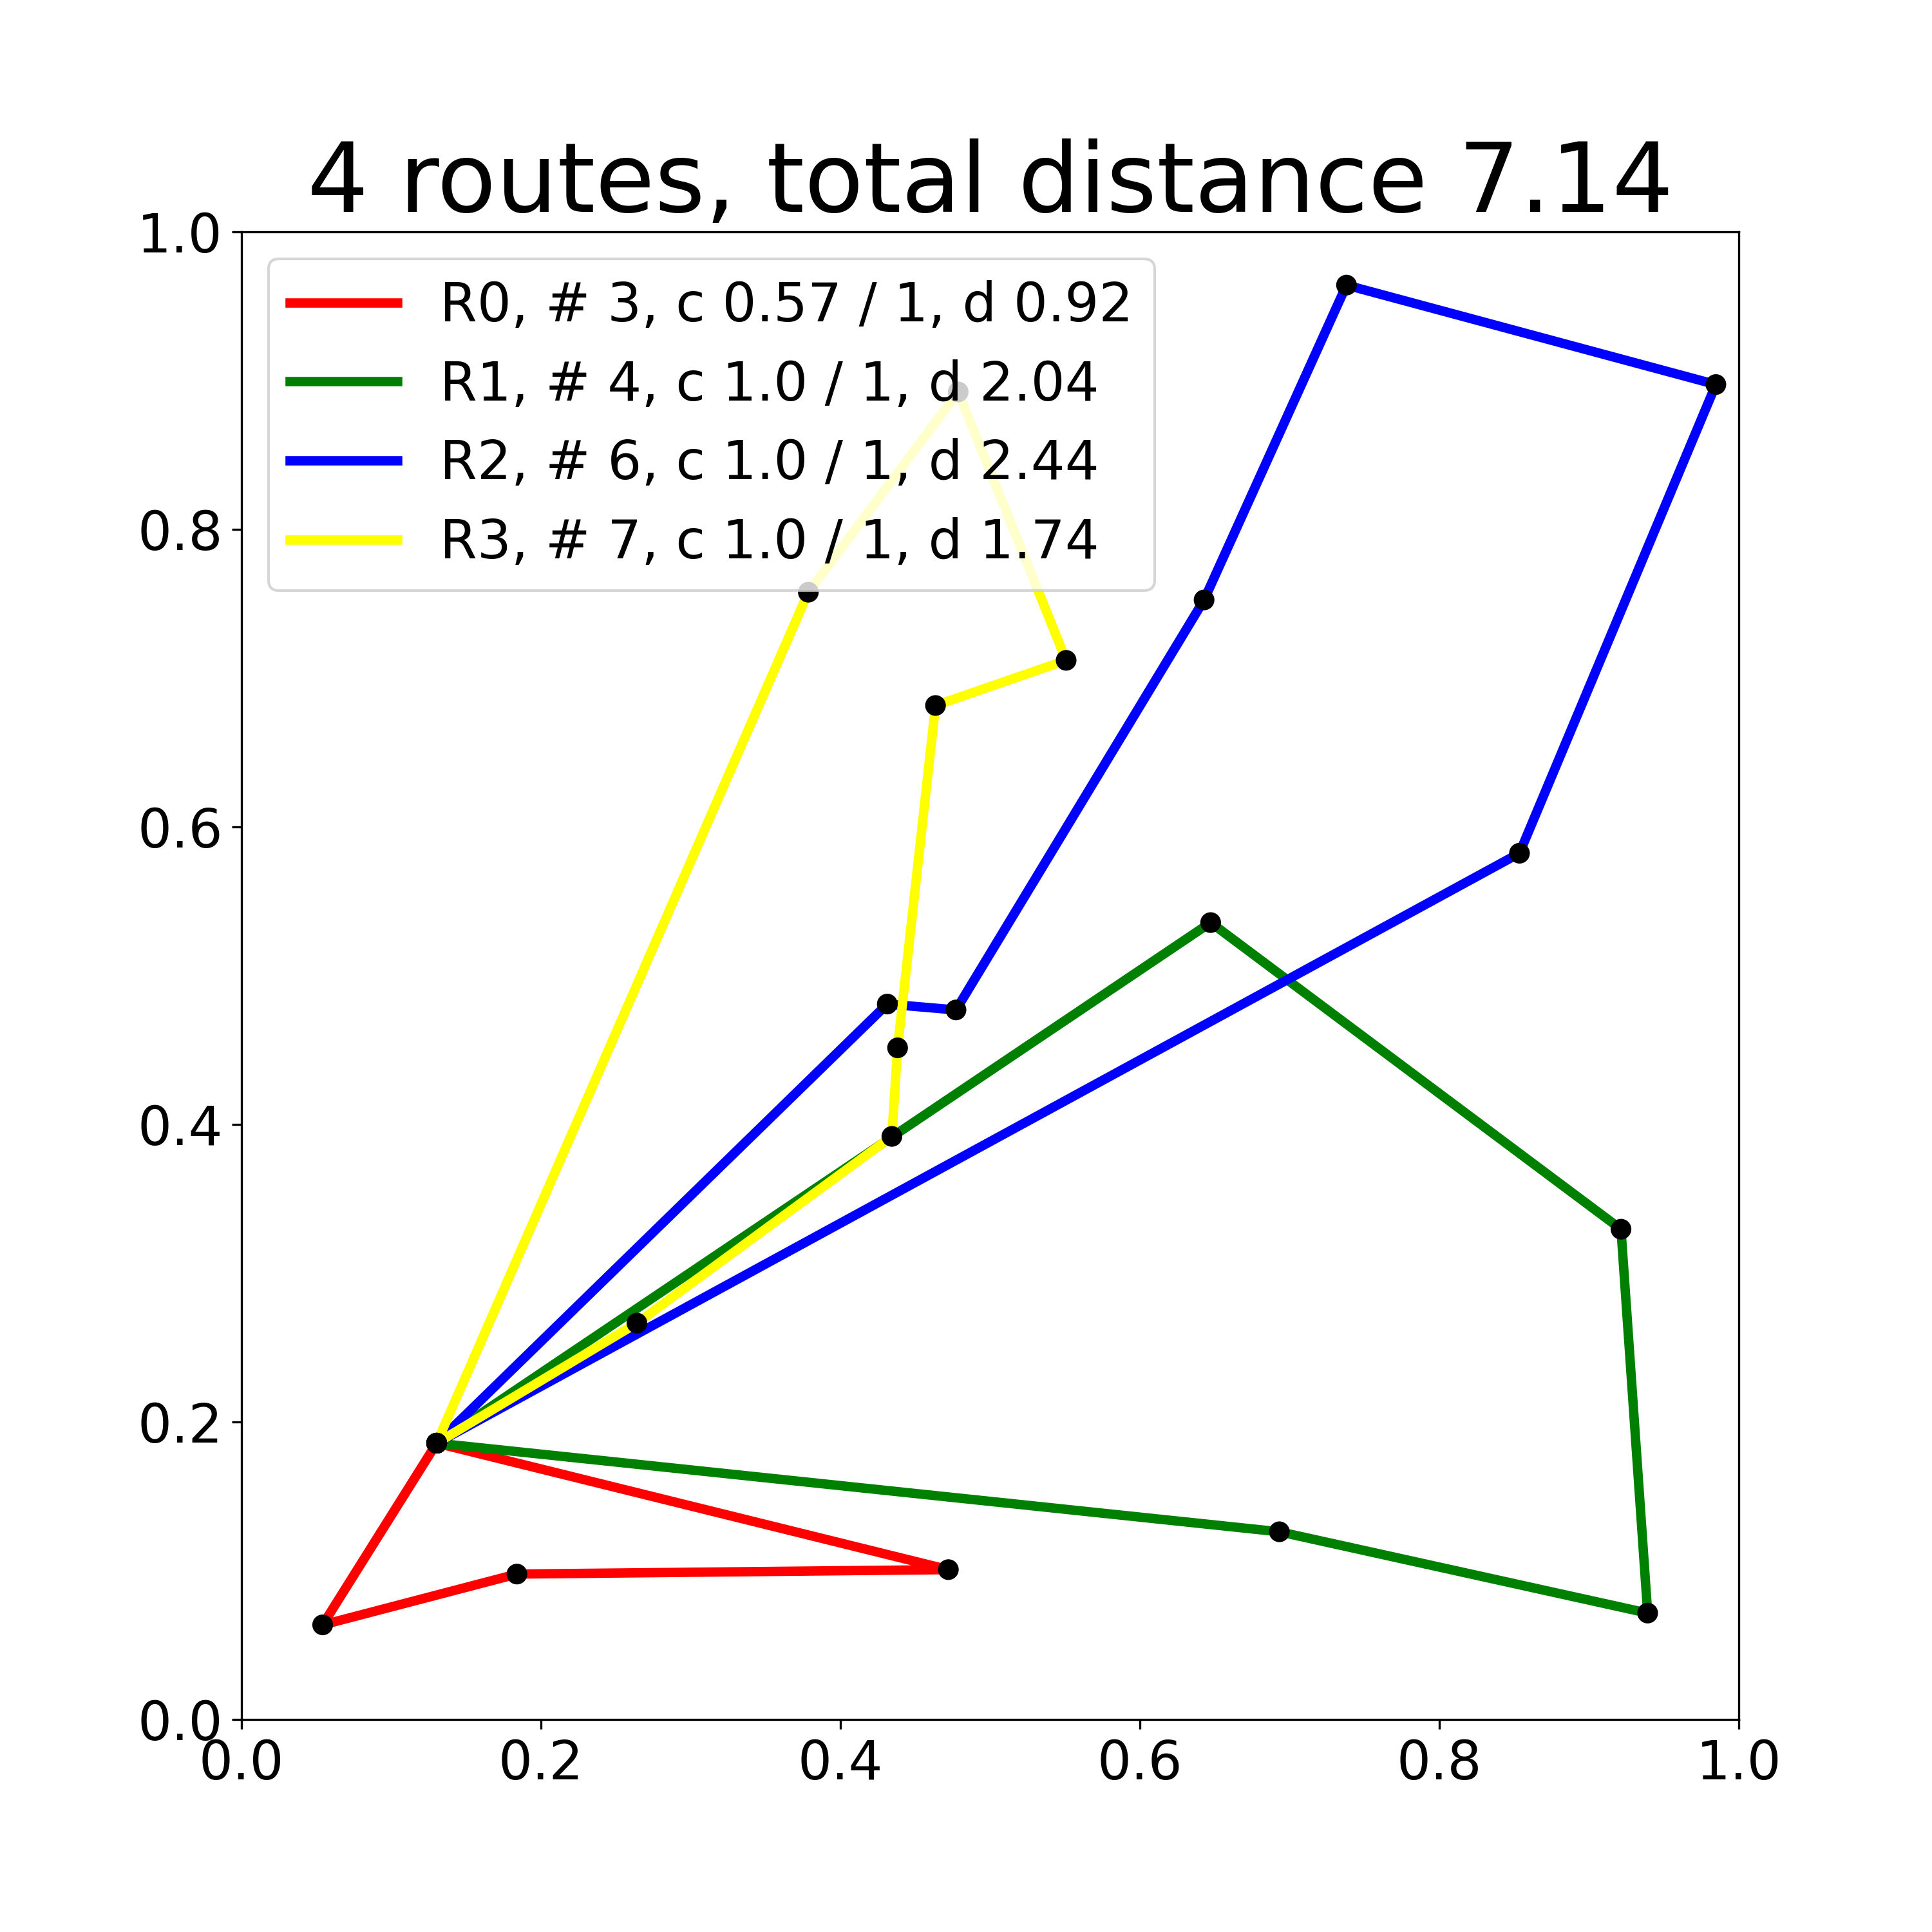 4 routes, total distance 7.14
1.0
R0, # 3, c 0.57 / 1, d 0.92
R1, # 4, c 1.0 / 1, d 2.04
R2, # 6, c 1.0 / 1, d 2.44
R3, # 7, c 1.0 / 1, d 1.74
0.8
0.6
0.4
0.2
0.0
0.0 0.2 0.4 0.6 0.8 1.0